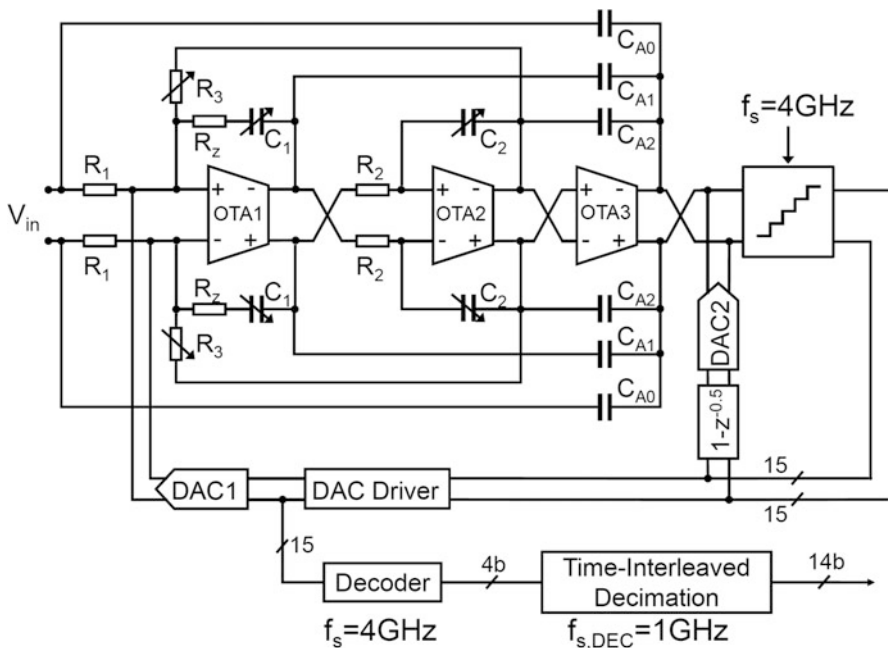 C_A0
C_A1
C_A2
R_3
R_z
C_1
C_2
f_s=4GHz
R_1
R_2
+
-
OTA1
+
-
OTA2
+
-
OTA3
V_in
-
+
-
+
-
+
R_1
R_2
R_z
C_1
C_2
C_A2
R_3
C_A1
C_A0
DAC2
1-z^-0.5
15
DAC1
DAC Driver
15
15
Decoder
4b
Time-Interleaved
Decimation
14b
f_s=4GHz
f_s,DEC=1GHz